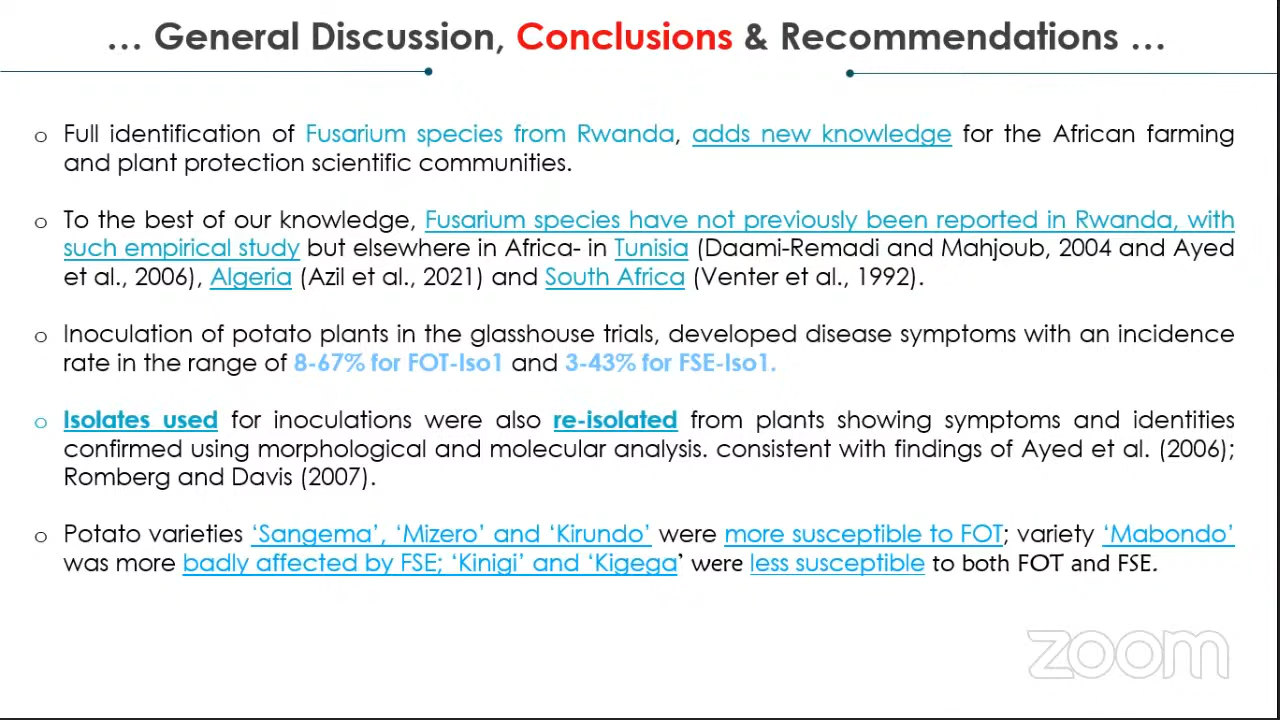 … General Discussion, Conclusions & Recommendations …
o Full identification of Fusarium species from Rwanda, adds new knowledge for the African farming
and plant protection scientific communities.
o To the best of our knowledge, Fusarium species have not previously been reported in Rwanda, with
such empirical study but elsewhere in Africa- in Tunisia (Daami-Remadi and Mahjoub, 2004 and Ayed
et al., 2006), Algeria (Azil et al., 2021) and South Africa (Venter et al., 1992).
o Inoculation of potato plants in the glasshouse trials, developed disease symptoms with an incidence
rate in the range of 8-67% for FOT-Iso1 and 3-43% for FSE-Iso1.
o Isolates used for inoculations were also re-isolated from plants showing symptoms and identities
confirmed using morphological and molecular analysis. consistent with findings of Ayed et al. (2006);
Romberg and Davis (2007).
o Potato varieties ‘Sangema’, ‘Mizero’ and ‘Kirundo’ were more susceptible to FOT; variety ‘Mabondo’
was more badly affected by FSE; ‘Kinigi’ and ‘Kigega’ were less susceptible to both FOT and FSE.
zoom